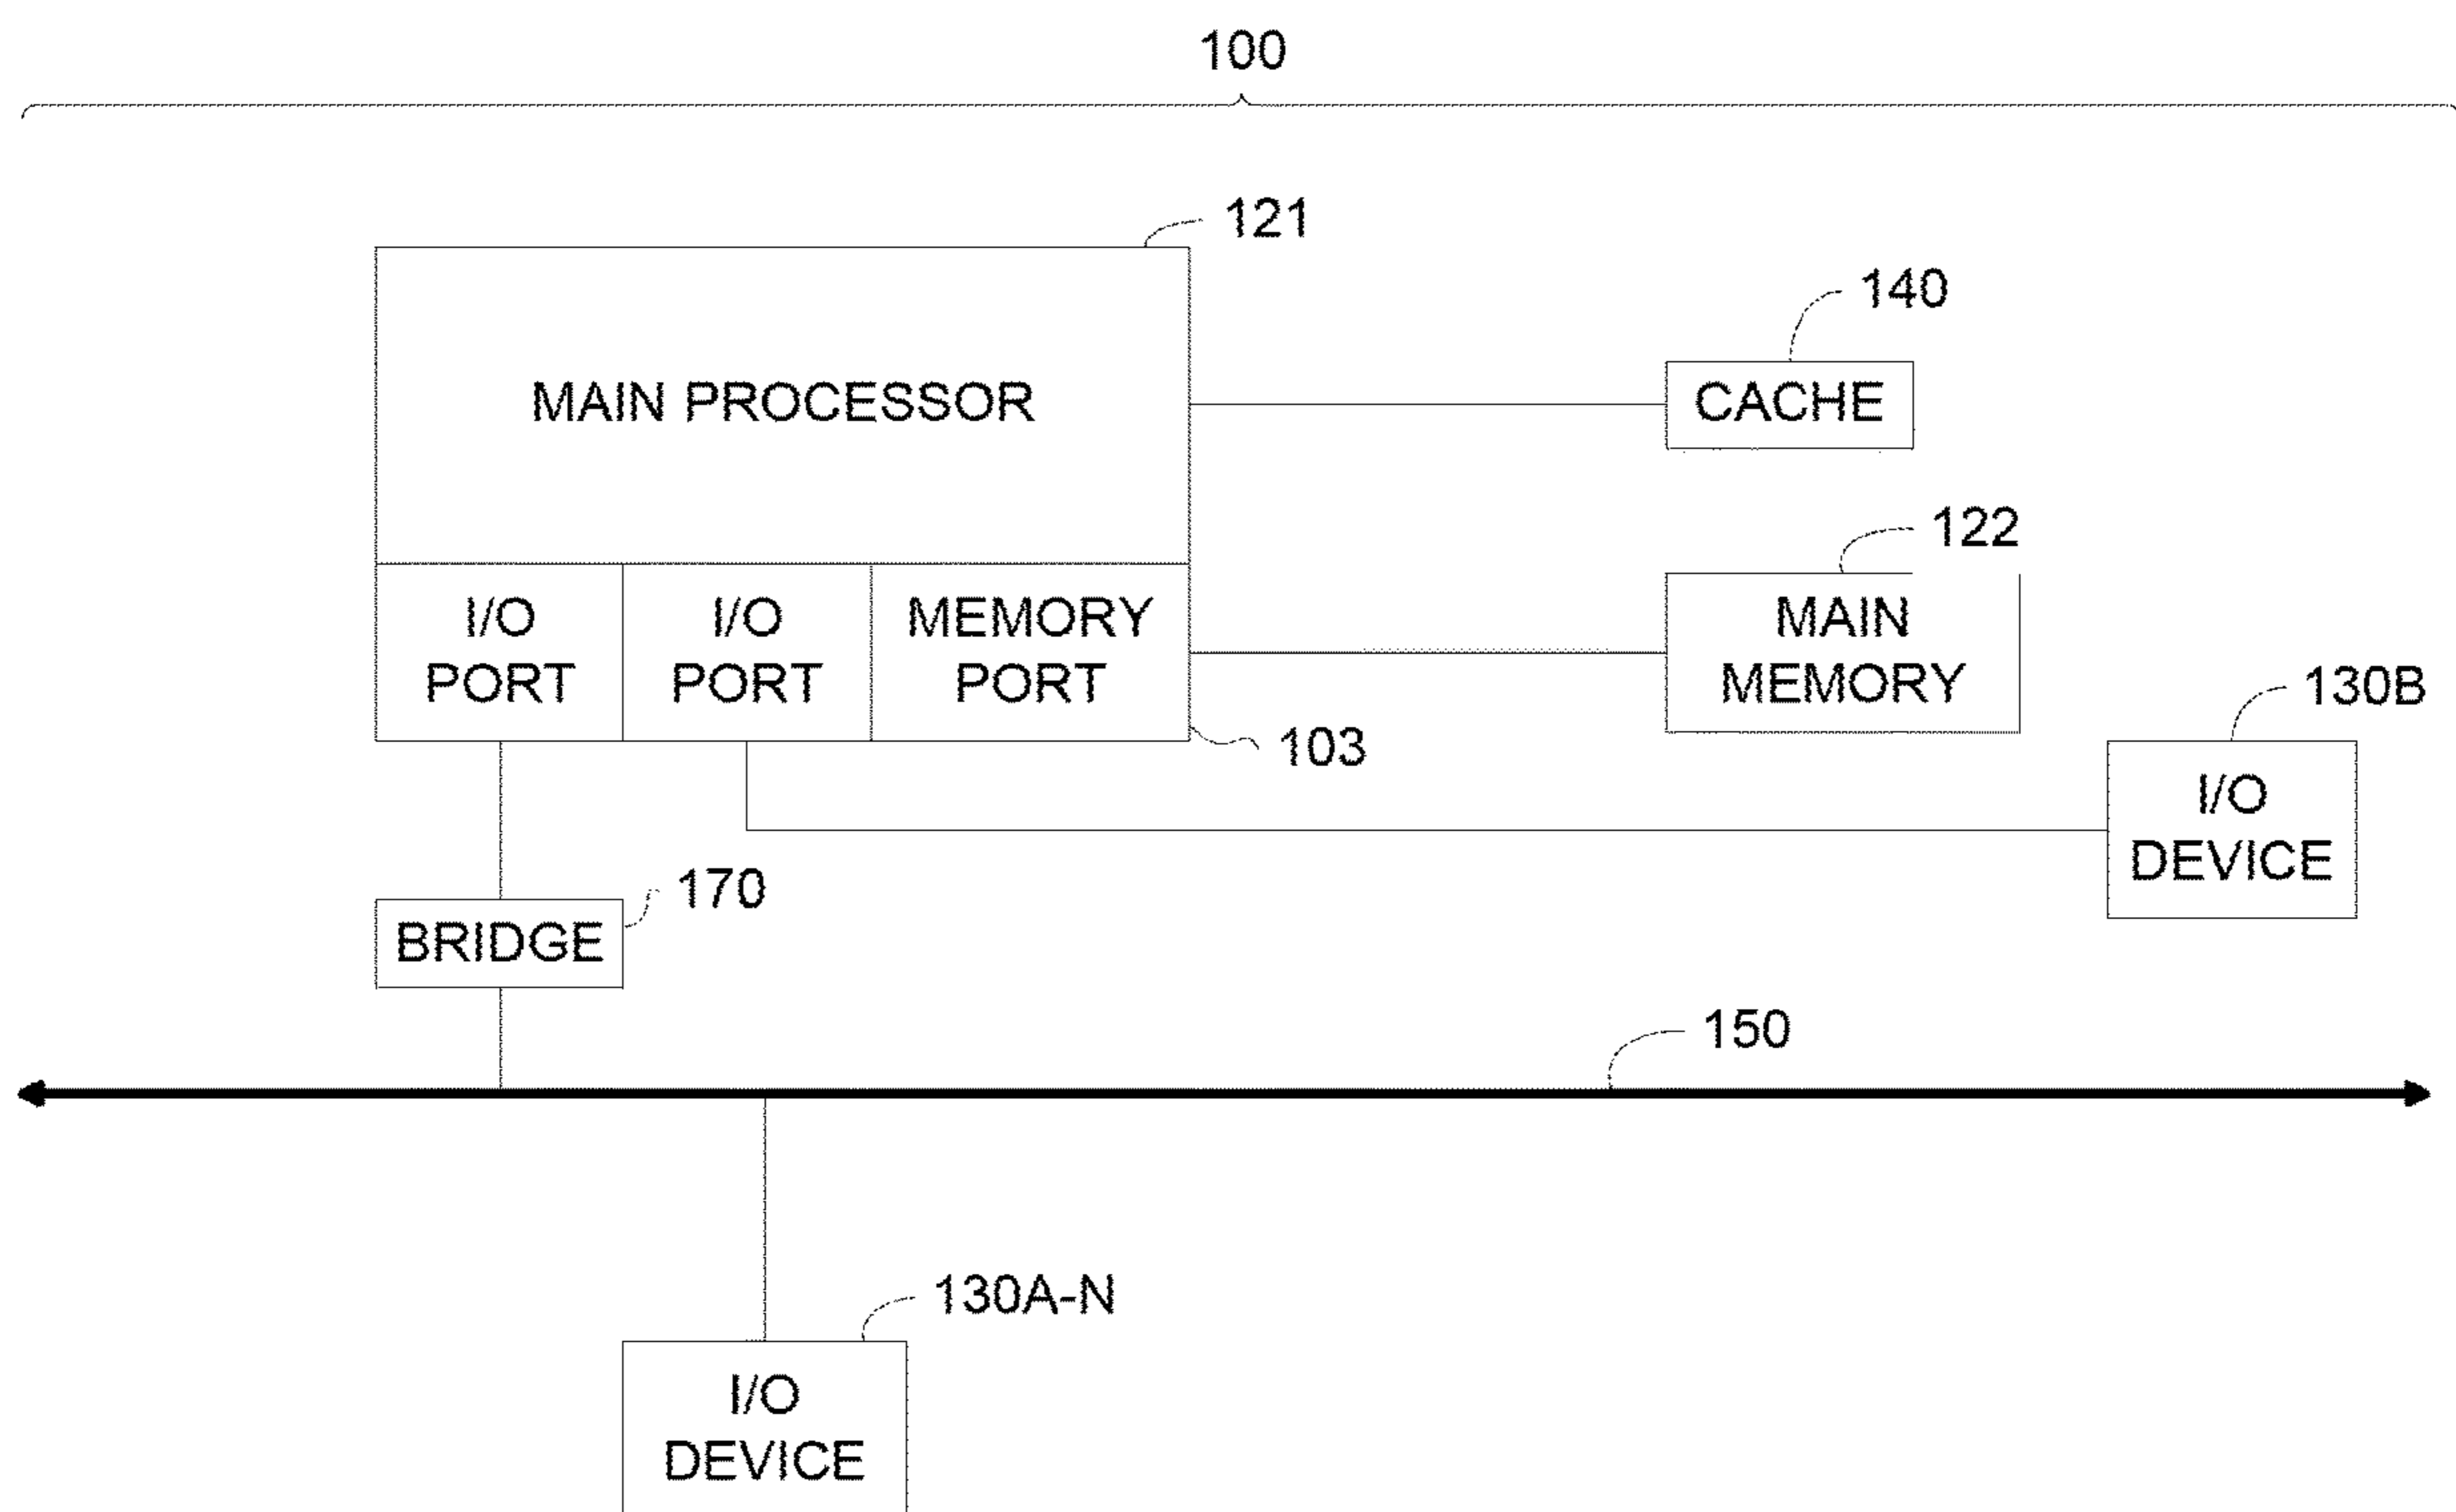 100
121
140
MAIN PROCESSOR
CACHE
122
I/O
PORT
I/O
PORT
MEMORY
PORT
MAIN
MEMORY
103
130B
I/O
DEVICE
170
BRIDGE
150
130A-N
I/O
DEVICE